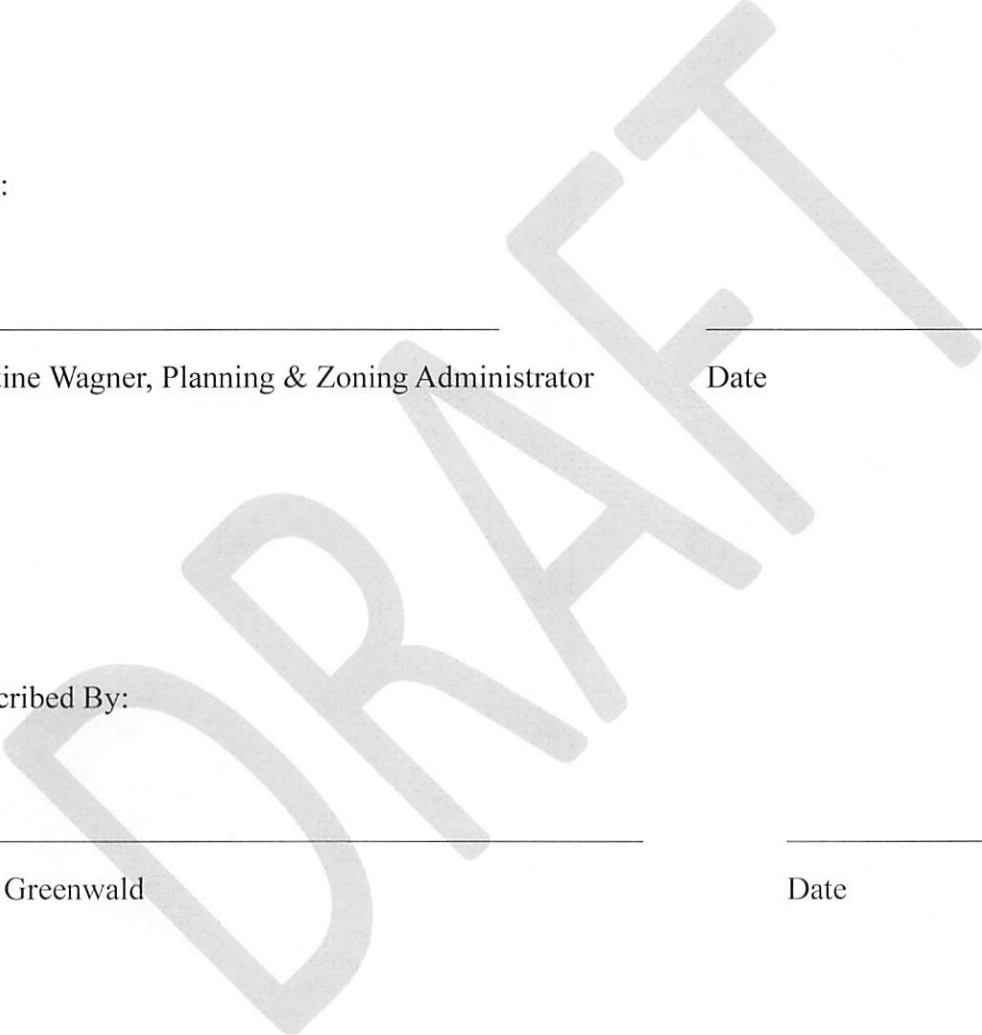 :
tine Wagner, Planning & Zoning Administrator Date
cribed By:
Greenwald Date
DRAFT